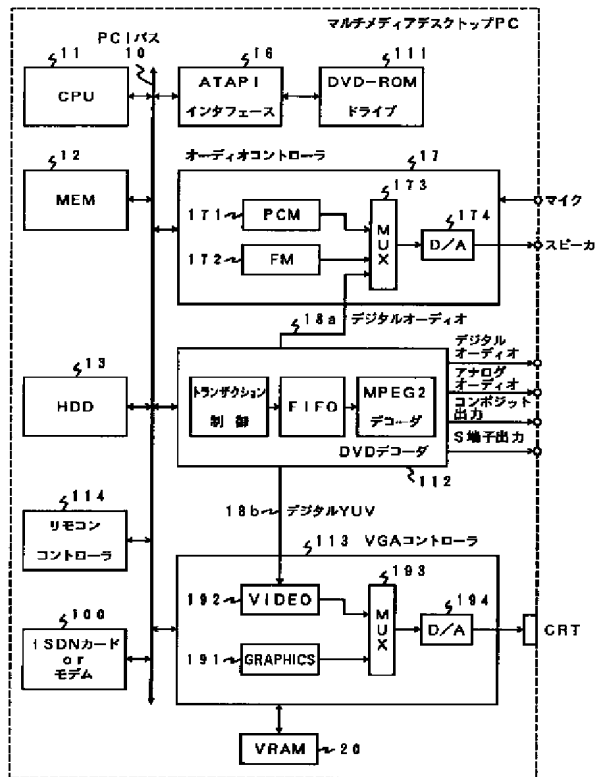 マルチメディアデスクトップPC
PCIバス
10
11
CPU
16
ATAPI
インタフェース
111
DVD-ROM
ドライブ
12
MEM
オーディオコントローラ
17
171
PCM
172
FM
173
MUX
174
D/A
マイク
スピーカ
18a
デジタルオーディオ
13
HDD
トランザクション
制御
FIFO
MPEG2
デコーダ
DVDデコーダ
112
デジタル
オーディオ
アナログ
オーディオ
コンポジット
出力
S端子出力
18b
デジタルYUV
114
リモコン
コントローラ
113
VGAコントローラ
192
VIDEO
191
GRAPHICS
193
MUX
194
D/A
CRT
100
ISDNカード
or
モデム
VRAM
20